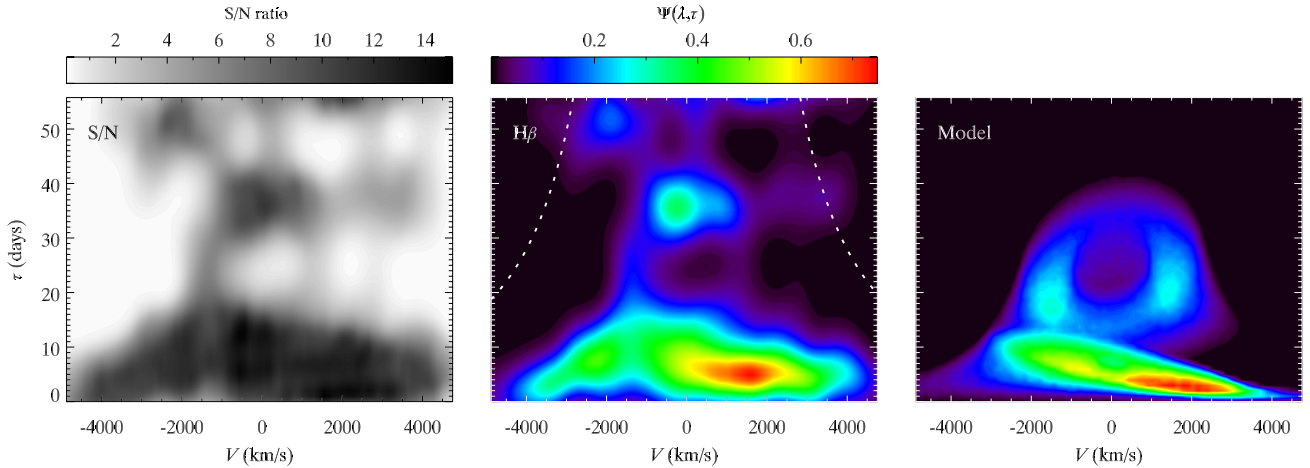 S/N ratio
2 4 6 8 10 12 14
Ψ(λ,τ)
0.2 0.4 0.6
S/N
Hβ
Model
50
40
30
20
10
0
τ (days)
-4000 -2000 0 2000 4000
-4000 -2000 0 2000 4000
-4000 -2000 0 2000 4000
V (km/s)
V (km/s)
V (km/s)